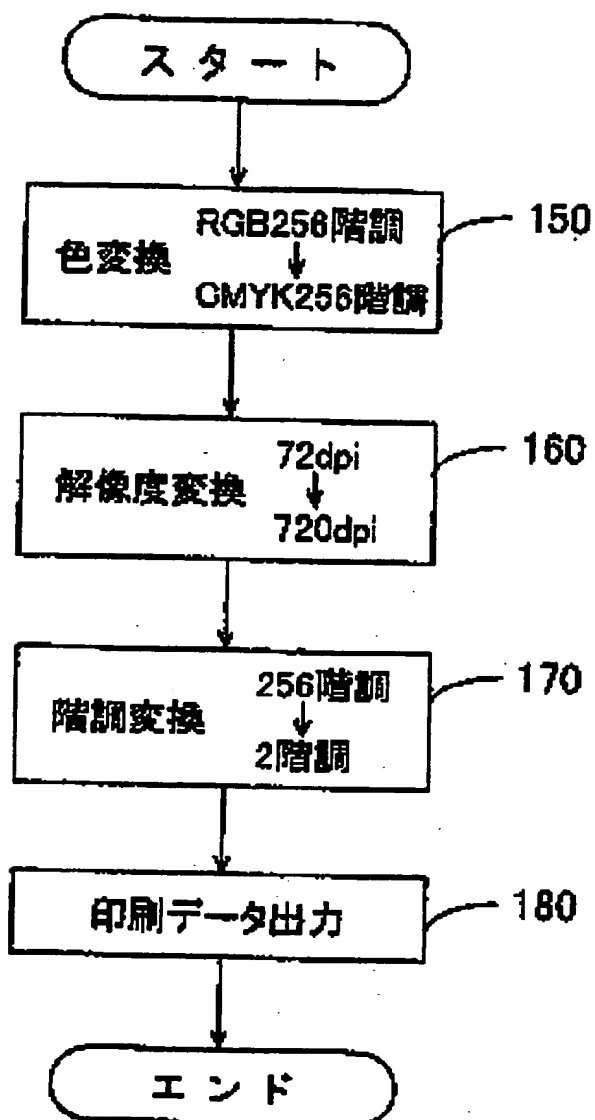 スタート
色変換
RGB256階調
↓
CMYK256階調
150
解像度変換
72dpi
↓
720dpi
160
階調変換
256階調
↓
2階調
170
印刷データ出力
180
エンド